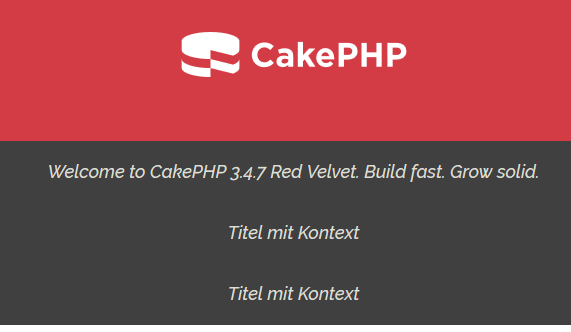 CakePHP
Welcome to CakePHP 3.4.7 Red Velvet. Build fast. Grow solid.
Titel mit Kontext
Titel mit Kontext